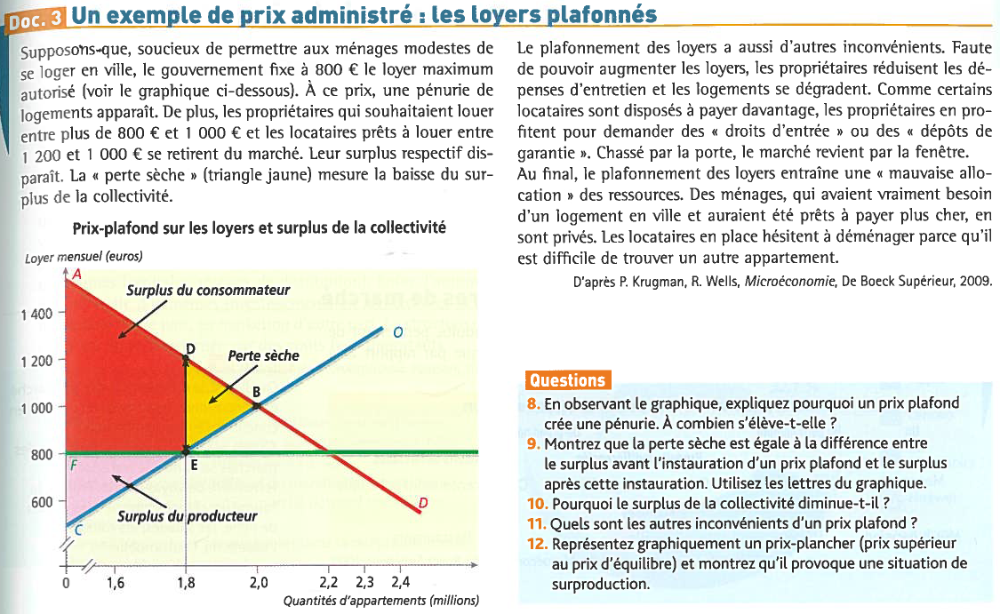 Doc. 3 Un exemple de prix administré : les loyers plafonnés
Supposons-que, soucieux de permettre aux ménages modestes de
se loger en ville, le gouvernement fixe à 800 € le loyer maximum
autorisé (voir le graphique ci-dessous). À ce prix, une pénurie de
logements apparaît. De plus, les propriétaires qui souhaitaient louer
entre plus de 800 € et 1 000 € et les locataires prêts à louer entre
1 200 et 1 000 € se retirent du marché. Leur surplus respectif dis-
paraît. La « perte sèche » (triangle jaune) mesure la baisse du sur-
plus de la collectivité.
Prix-plafond sur les loyers et surplus de la collectivité
Loyer mensuel (euros)
A
Surplus du consommateur
1 400
O
D
1 200
Perte sèche
B
1 000
800
F
E
600
D
Surplus du producteur
C
0
1,6
1,8
2,0
2,2
2,3
2,4
Quantités d'appartements (millions)
Le plafonnement des loyers a aussi d'autres inconvénients. Faute
de pouvoir augmenter les loyers, les propriétaires réduisent les dé-
penses d'entretien et les logements se dégradent. Comme certains
locataires sont disposés à payer davantage, les propriétaires en pro-
fitent pour demander des « droits d'entrée » ou des « dépôts de
garantie ». Chassé par la porte, le marché revient par la fenêtre.
Au final, le plafonnement des loyers entraîne une « mauvaise allo-
cation » des ressources. Des ménages, qui avaient vraiment besoin
d'un logement en ville et auraient été prêts à payer plus cher, en
sont privés. Les locataires en place hésitent à déménager parce qu'il
est difficile de trouver un autre appartement.
D'après P. Krugman, R. Wells, Microéconomie, De Boeck Supérieur, 2009.
Questions
8. En observant le graphique, expliquez pourquoi un prix plafond
crée une pénurie. À combien s'élève-t-elle ?
9. Montrez que la perte sèche est égale à la différence entre
le surplus avant l'instauration d'un prix plafond et le surplus
après cette instauration. Utilisez les lettres du graphique.
10. Pourquoi le surplus de la collectivité diminue-t-il ?
11. Quels sont les autres inconvénients d'un prix plafond ?
12. Représentez graphiquement un prix-plancher (prix supérieur
au prix d'équilibre) et montrez qu'il provoque une situation de
surproduction.